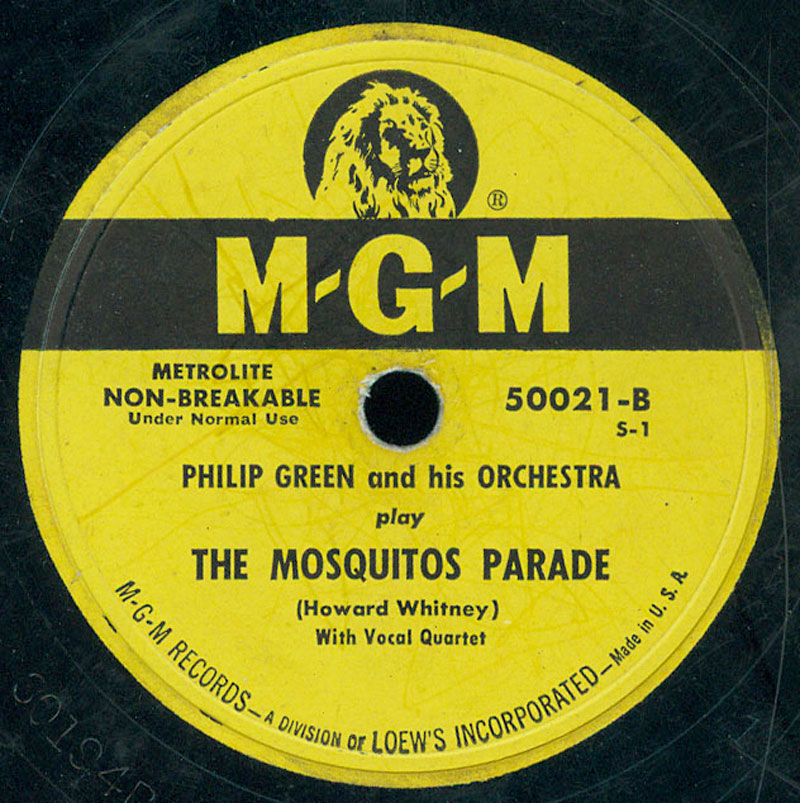 ®
M-G-M
METROLITE
NON-BREAKABLE
Under Normal Use
50021-B
S-1
PHILIP GREEN and his ORCHESTRA
play
THE MOSQUITOS PARADE
(Howard Whitney)
With Vocal Quartet
M-G-M RECORDS—A DIVISION OF LOEW'S INCORPORATED—Made in U. S. A.